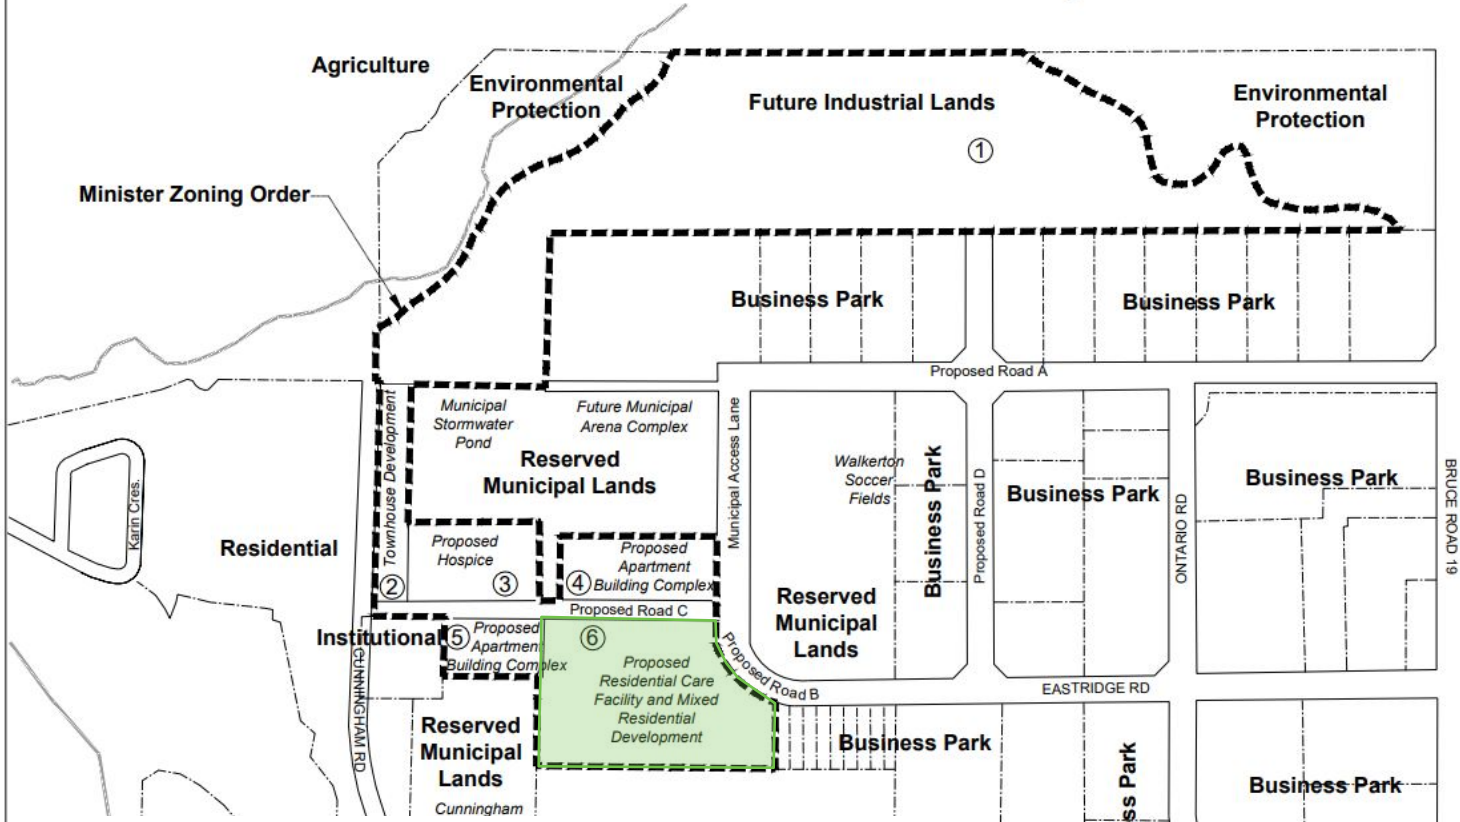 Agriculture
Environmental
Protection
Future Industrial Lands
①
Environmental
Protection
Minister Zoning Order
Business Park
Business Park
Proposed Road A
Municipal
Stormwater
Pond
Future Municipal
Arena Complex
Reserved
Municipal Lands
Townhouse Development
②
Municipal Access Lane
Walkerton
Soccer
Fields
Business Park
Proposed Road D
Business Park
ONTARIO RD
Business Park
BRUCE ROAD 19
Karin Cres.
Residential
Proposed
Hospice
③
Proposed
Apartment
Building Complex
④
Proposed Road C
Reserved
Municipal
Lands
Institutional
⑤
Proposed
Apartment
Building Complex
⑥
Proposed
Residential Care
Facility and Mixed
Residential
Development
Proposed Road B
EASTRIDGE RD
CUNNINGHAM RD
Reserved
Municipal
Lands
Cunningham
Business Park
ss Park
Business Park